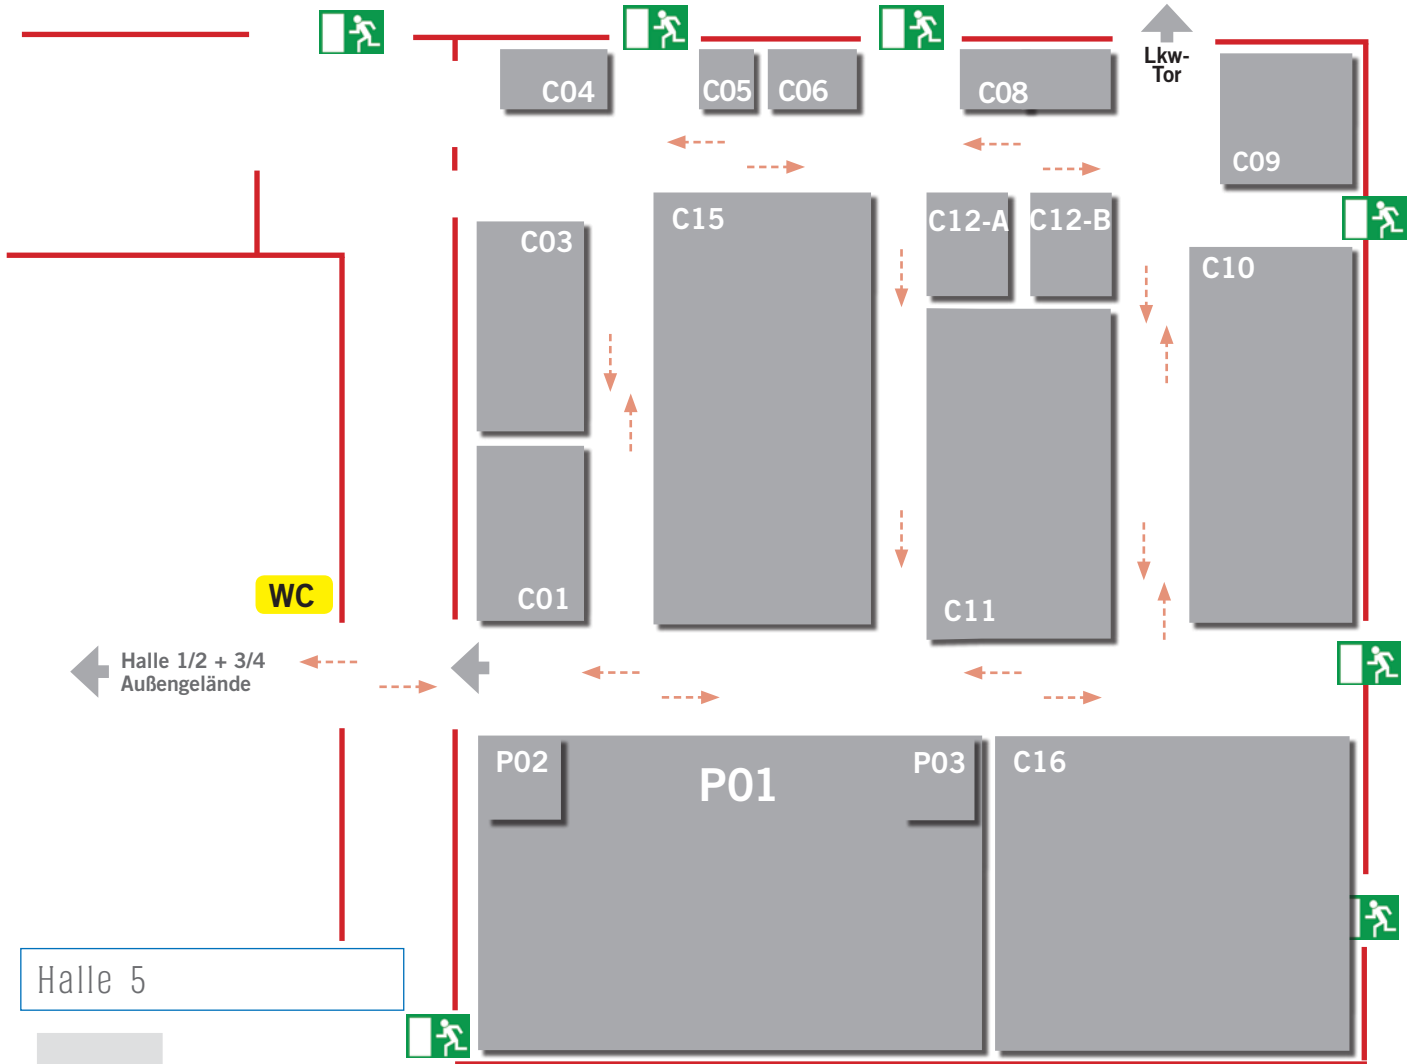 Lkw-
Tor
C04
C05
C06
C08
C09
C03
C15
C12-A
C12-B
C10
C01
C11
WC
Halle 1/2 + 3/4
Außengelände
P02
P01
P03
C16
Halle 5